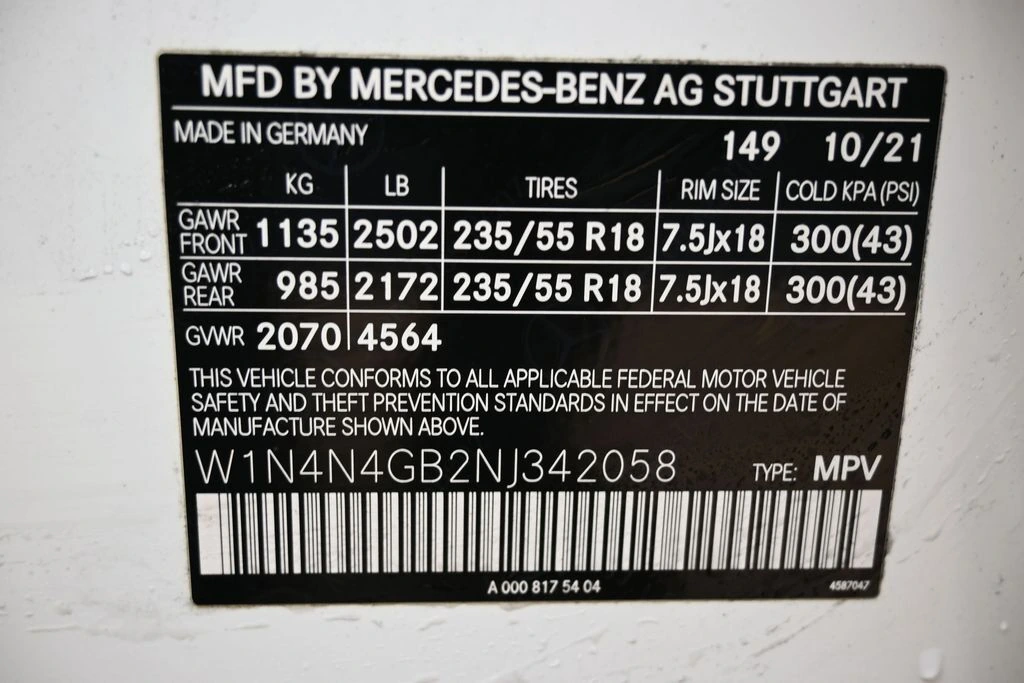 MFD BY MERCEDES-BENZ AG STUTTGART
MADE IN GERMANY 149 10/21
KG LB TIRES RIM SIZE COLD KPA (PSI)
GAWR FRONT 1135 2502 235/55 R18 7.5Jx18 300(43)
GAWR REAR 985 2172 235/55 R18 7.5Jx18 300(43)
GVWR 2070 4564
THIS VEHICLE CONFORMS TO ALL APPLICABLE FEDERAL MOTOR VEHICLE
SAFETY AND THEFT PREVENTION STANDARDS IN EFFECT ON THE DATE OF
MANUFACTURE SHOWN ABOVE.
W1N4N4GB2NJ342058 TYPE: MPV
A 000 817 54 04 4587047